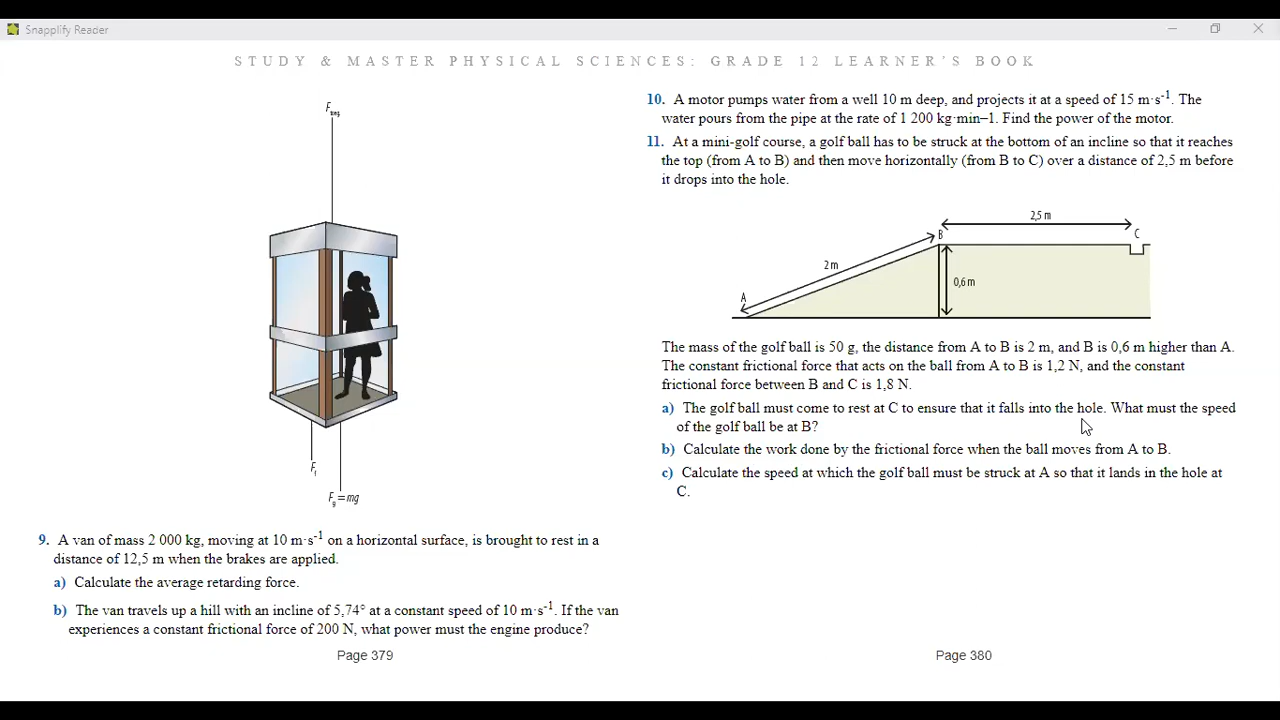 Snapplify Reader
STUDY & MASTER PHYSICAL SCIENCES: GRADE 12 LEARNER'S BOOK
F
F_f
F_g = mg
9. A van of mass 2 000 kg, moving at 10 m·s⁻¹ on a horizontal surface, is brought to rest in a
distance of 12,5 m when the brakes are applied.
a) Calculate the average retarding force.
b) The van travels up a hill with an incline of 5,74° at a constant speed of 10 m·s⁻¹. If the van
experiences a constant frictional force of 200 N, what power must the engine produce?
Page 379
10. A motor pumps water from a well 10 m deep, and projects it at a speed of 15 m·s⁻¹. The
water pours from the pipe at the rate of 1 200 kg·min–1. Find the power of the motor.
11. At a mini-golf course, a golf ball has to be struck at the bottom of an incline so that it reaches
the top (from A to B) and then move horizontally (from B to C) over a distance of 2,5 m before
it drops into the hole.
2,5 m
B
C
2 m
0,6 m
A
The mass of the golf ball is 50 g, the distance from A to B is 2 m, and B is 0,6 m higher than A.
The constant frictional force that acts on the ball from A to B is 1,2 N, and the constant
frictional force between B and C is 1,8 N.
a) The golf ball must come to rest at C to ensure that it falls into the hole. What must the speed
of the golf ball be at B?
b) Calculate the work done by the frictional force when the ball moves from A to B.
c) Calculate the speed at which the golf ball must be struck at A so that it lands in the hole at
C.
Page 380